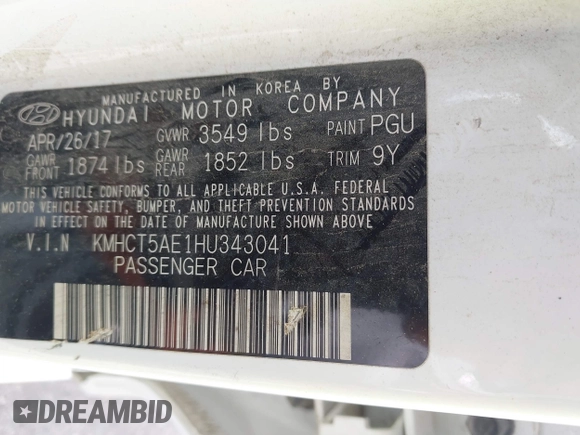 MANUFACTURED IN KOREA BY
HYUNDAI MOTOR COMPANY
APR/26/17 GVWR 3549 lbs PAINT PGU
GAWR FRONT 1874 lbs GAWR REAR 1852 lbs TRIM 9Y
THIS VEHICLE CONFORMS TO ALL APPLICABLE U.S.A. FEDERAL
MOTOR VEHICLE SAFETY, BUMPER, AND THEFT PREVENTION STANDARDS
IN EFFECT ON THE DATE OF MANUFACTURE SHOWN ABOVE.
V.I.N KMHCT5AE1HU343041
PASSENGER CAR
DREAMBID